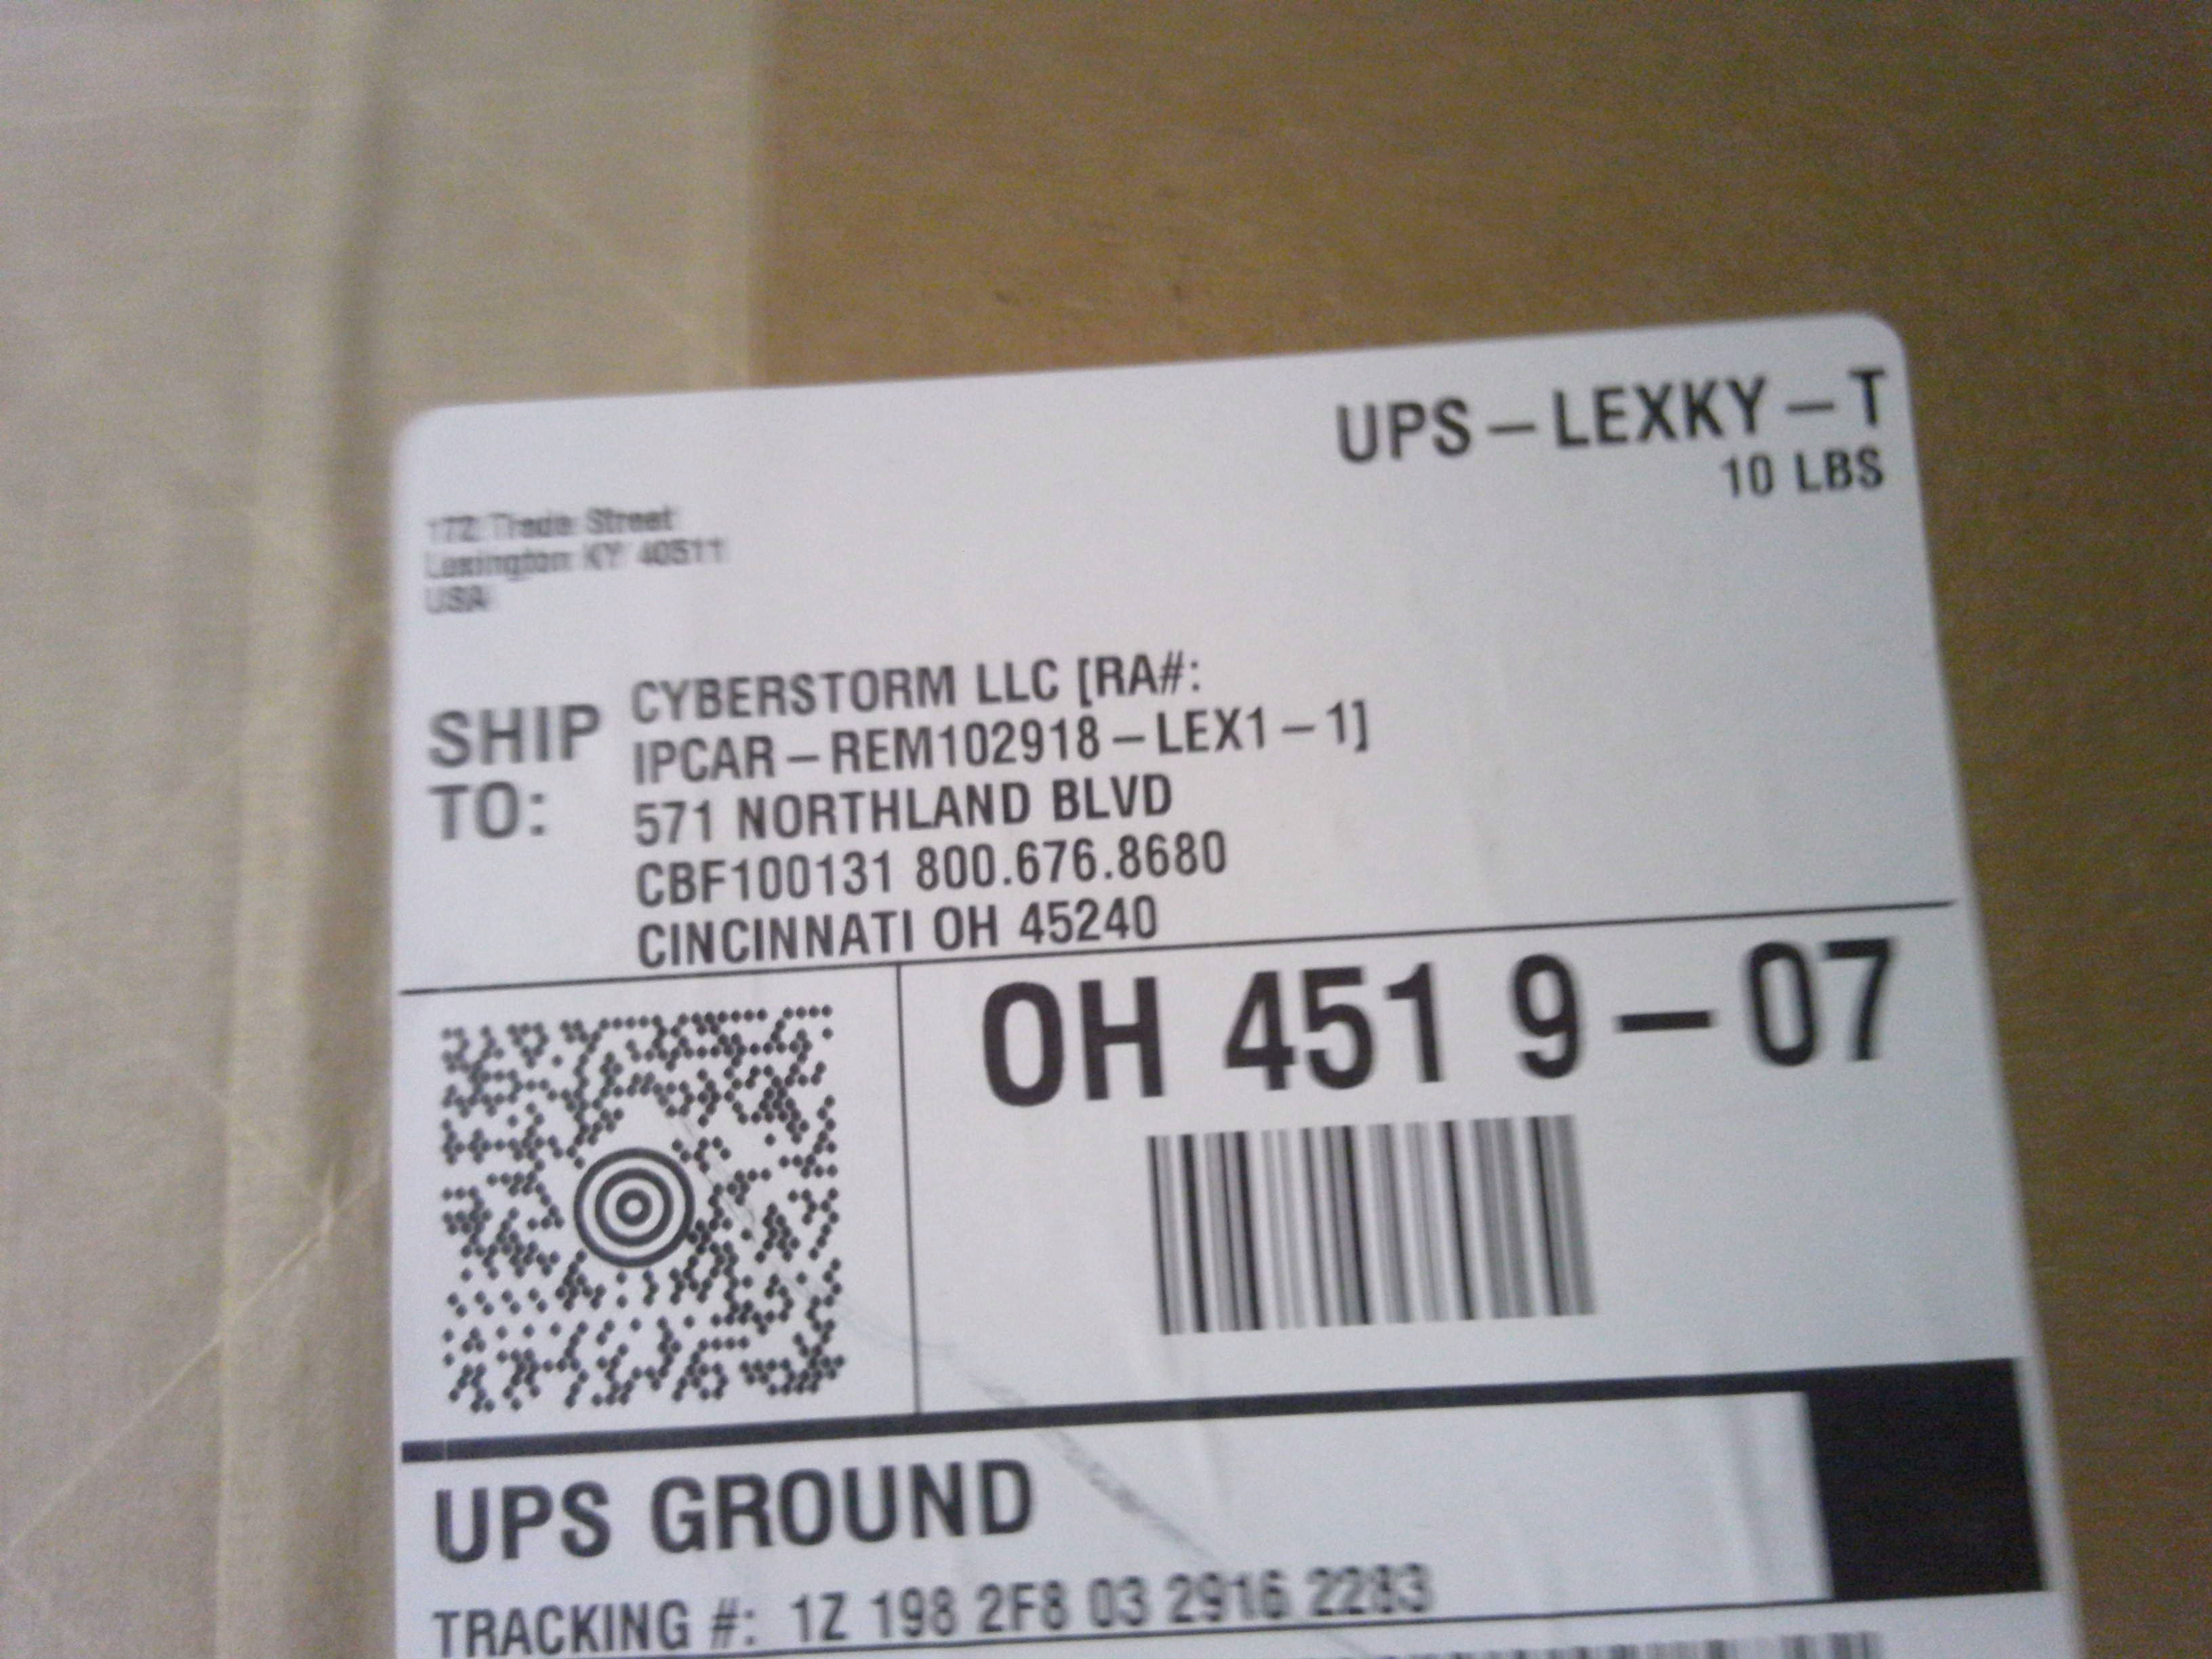 UPS – LEXKY – T
10 LBS
172 Trade Street
Lexington KY 40511
USA
SHIP TO:
CYBERSTORM LLC [RA#:
IPCAR – REM102918 – LEX1 – 1]
571 NORTHLAND BLVD
CBF100131 800.676.8680
CINCINNATI OH 45240
OH 451 9 – 07
UPS GROUND
TRACKING #: 1Z 198 2F8 03 2916 2283